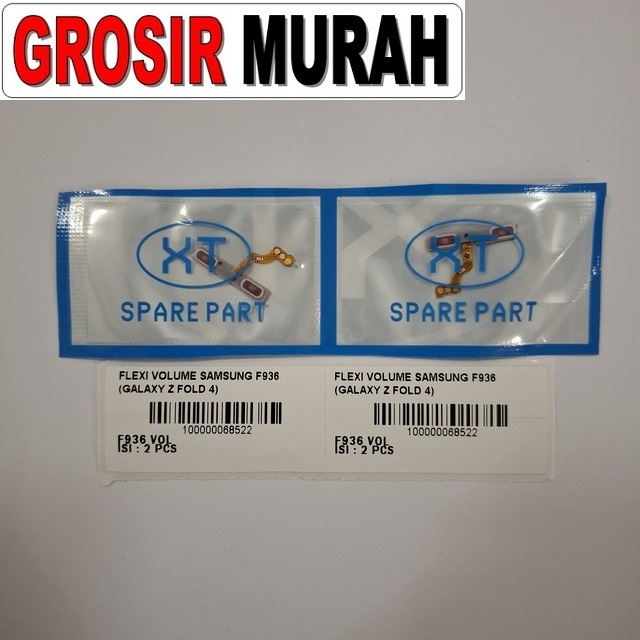 GROSIR MURAH
XT
SPARE PART
XT
SPARE PART
FLEXI VOLUME SAMSUNG F936
(GALAXY Z FOLD 4)
100000068522
F936 VOL
ISI : 2 PCS
FLEXI VOLUME SAMSUNG F936
(GALAXY Z FOLD 4)
100000068522
F936 VOL
ISI : 2 PCS